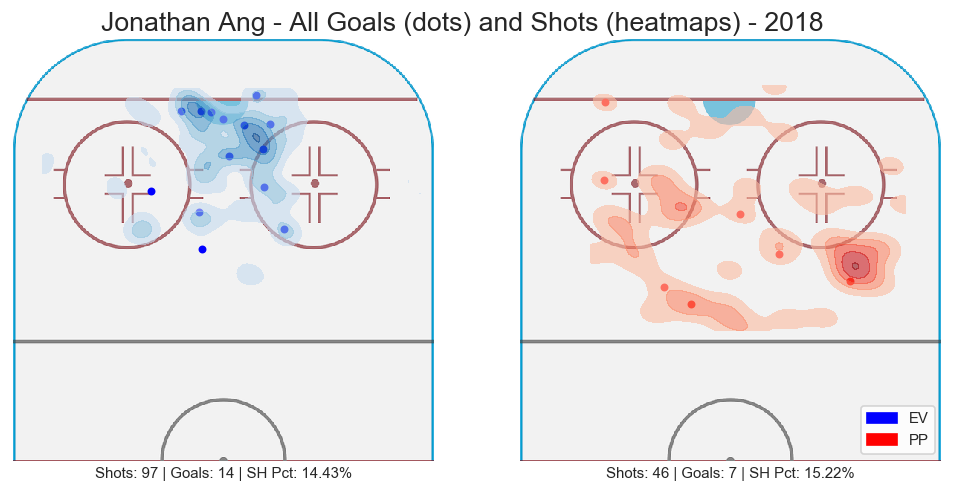 Jonathan Ang - All Goals (dots) and Shots (heatmaps) - 2018
EV
PP
Shots: 97 | Goals: 14 | SH Pct: 14.43%
Shots: 46 | Goals: 7 | SH Pct: 15.22%